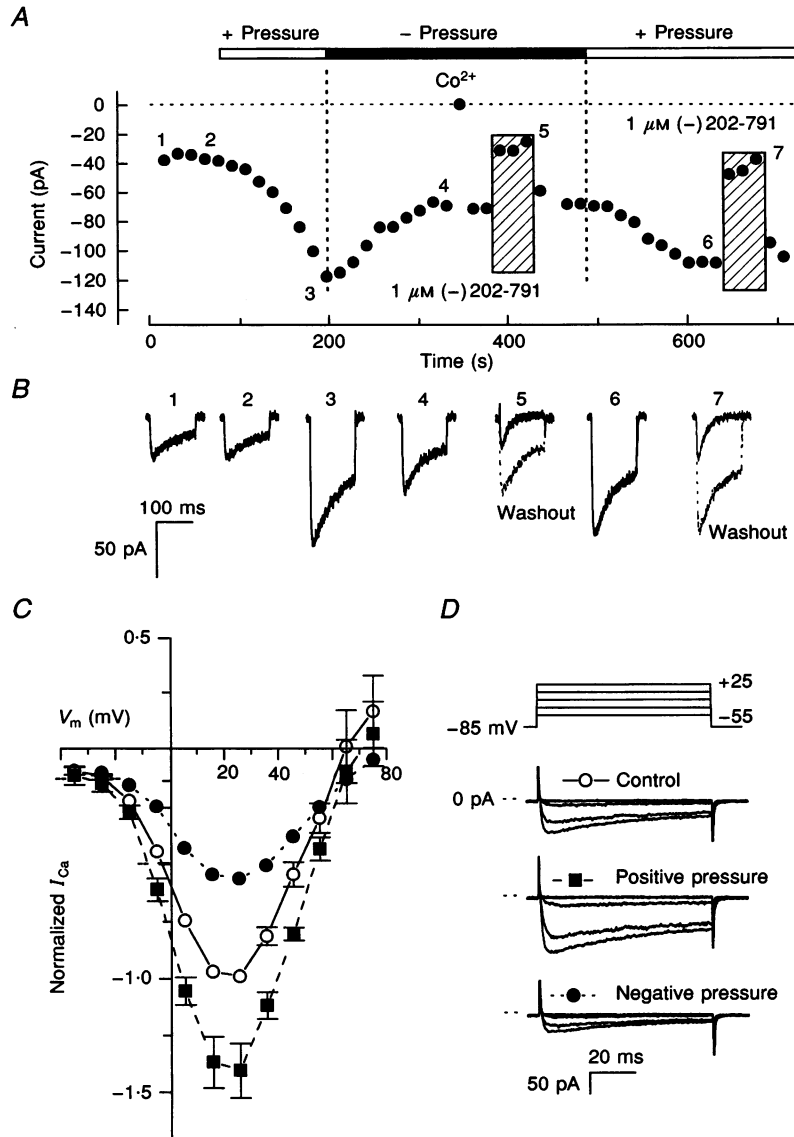 A
+ Pressure − Pressure + Pressure
Co²⁺
1 μM (−)202-791
0
−20
−40
−60
−80
−100
−120
−140
Current (pA)
1 2 3 4 5 6 7
1 μM (−)202-791
0 200 400 600
Time (s)
B
1 2 3 4 5 6 7
100 ms
50 pA
Washout
Washout
C
0·5
Vm (mV)
20 40 80
Normalized ICa
−1·0
−1·5
D
+25
−55
−85 mV
Control
0 pA
Positive pressure
Negative pressure
20 ms
50 pA